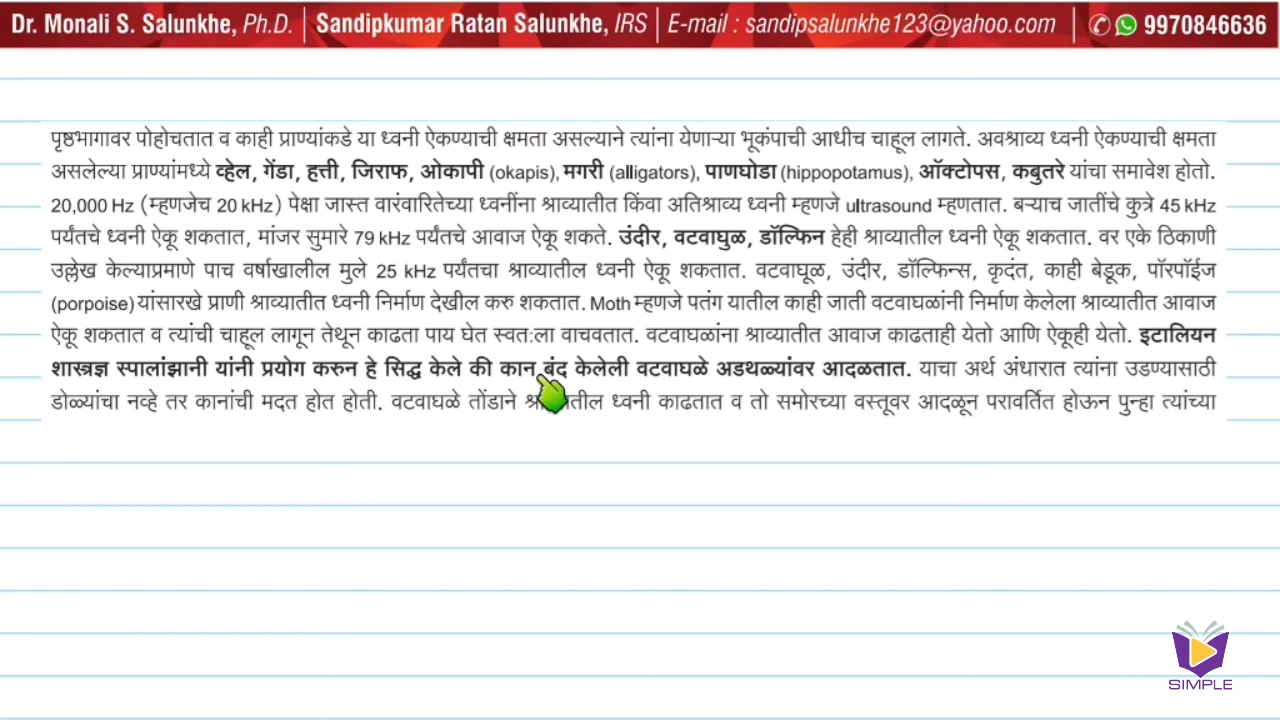 Dr. Monali S. Salunkhe, Ph.D. | Sandipkumar Ratan Salunkhe, IRS | E-mail : sandipsalunkhe123@yahoo.com | 9970846636
पृष्ठभागावर पोहोचतात व काही प्राण्यांकडे या ध्वनी ऐकण्याची क्षमता असल्याने त्यांना येणाऱ्या भूकंपाची आधीच चाहूल लागते. अवश्राव्य ध्वनी ऐकण्याची क्षमता
असलेल्या प्राण्यांमध्ये व्हेल, गेंडा, हत्ती, जिराफ, ओकापी (okapis), मगरी (alligators), पाणघोडा (hippopotamus), ऑक्टोपस, कबुतरे यांचा समावेश होतो.
20,000 Hz (म्हणजेच 20 kHz) पेक्षा जास्त वारंवारितेच्या ध्वनींना श्राव्यातीत किंवा अतिश्राव्य ध्वनी म्हणजे ultrasound म्हणतात. बऱ्याच जातींचे कुत्रे 45 kHz
पर्यंतचे ध्वनी ऐकू शकतात, मांजर सुमारे 79 kHz पर्यंतचे आवाज ऐकू शकते. उंदीर, वटवाघुळ, डॉल्फिन हेही श्राव्यातील ध्वनी ऐकू शकतात. वर एके ठिकाणी
उल्लेख केल्याप्रमाणे पाच वर्षाखालील मुले 25 kHz पर्यंतचा श्राव्यातील ध्वनी ऐकू शकतात. वटवाघूळ, उंदीर, डॉल्फिन्स, कृदंत, काही बेडूक, पॉरपॉईज
(porpoise) यांसारखे प्राणी श्राव्यातीत ध्वनी निर्माण देखील करु शकतात. Moth म्हणजे पतंग यातील काही जाती वटवाघळांनी निर्माण केलेला श्राव्यातीत आवाज
ऐकू शकतात व त्यांची चाहूल लागून तेथून काढता पाय घेत स्वतःला वाचवतात. वटवाघळांना श्राव्यातीत आवाज काढताही येतो आणि ऐकूही येतो. इटालियन
शास्त्रज्ञ स्पालांझानी यांनी प्रयोग करुन हे सिद्ध केले की कान बंद केलेली वटवाघळे अडथळ्यांवर आदळतात. याचा अर्थ अंधारात त्यांना उडण्यासाठी
डोळ्यांचा नव्हे तर कानांची मदत होत होती. वटवाघळे तोंडाने ध्वनी काढतात व तो समोरच्या वस्तूवर आदळून परावर्तित होऊन पुन्हा त्यांच्या
SIMPLE